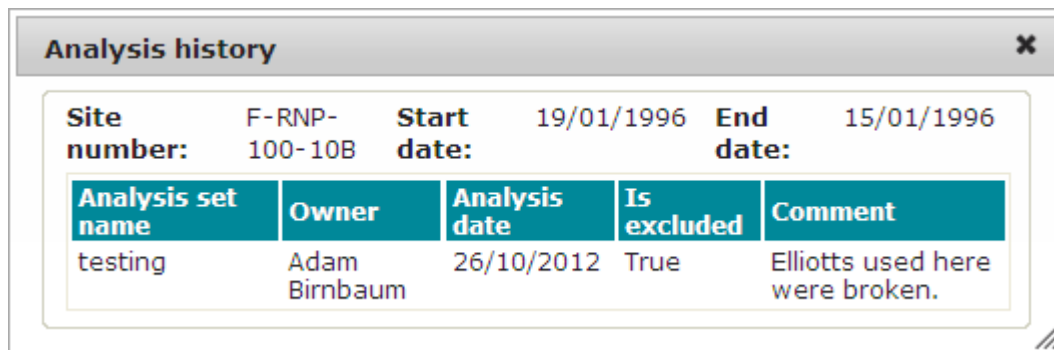 Analysis history
Site number: F-RNP-100-10B Start date: 19/01/1996 End date: 15/01/1996
Analysis set name Owner Analysis date Is excluded Comment
testing Adam Birnbaum 26/10/2012 True Elliotts used here were broken.